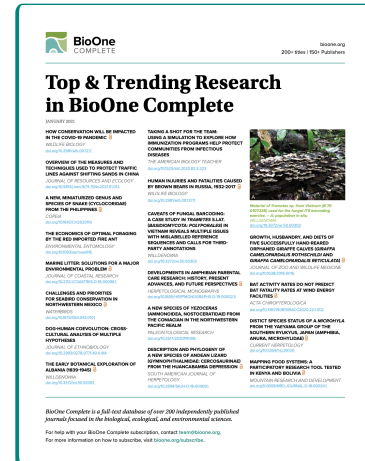 BioOne
COMPLETE
bioone.org
200+ titles | 150+ Publishers
Top & Trending Research
in BioOne Complete
HOW CONSERVATION WILL BE IMPACTED
IN THE COVID-19 PANDEMIC
WILDLIFE BIOLOGY
OVERVIEW OF THE MEASURES AND
TECHNIQUES USED TO PROTECT TRAFFIC
LANES AGAINST SHIFTING SANDS IN CHINA
JOURNAL OF RESOURCES AND ECOLOGY
A NEW, MINIATURIZED GENUS AND
SPECIES OF SNAKE (CYCLOCORIDAE)
FROM THE PHILIPPINES
COPEIA
THE ECONOMICS OF OPTIMAL FORAGING
BY THE RED IMPORTED FIRE ANT
ENVIRONMENTAL ENTOMOLOGY
MARINE LITTER SOLUTIONS FOR A MAJOR
ENVIRONMENTAL PROBLEM
JOURNAL OF COASTAL RESEARCH
CHALLENGES AND PRIORITIES
FOR SEABIRD CONSERVATION IN
NORTHWESTERN MEXICO
WATERBIRDS
DOG-HUMAN COEVOLUTION: CROSS-
CULTURAL ANALYSIS OF MULTIPLE
HYPOTHESES
JOURNAL OF ETHNOBIOLOGY
THE EARLY BOTANICAL EXPLORATION OF
ALBANIA (1839–1945)
WILLDENOWIA
TAKING A SHOT FOR THE TEAM:
USING A SIMULATION TO EXPLORE HOW
IMMUNIZATION PROGRAMS HELP PROTECT
COMMUNITIES FROM INFECTIOUS
DISEASES
THE AMERICAN BIOLOGY TEACHER
HUMAN INJURIES AND FATALITIES CAUSED
BY BROWN BEARS IN RUSSIA, 1932–2017
WILDLIFE BIOLOGY
CAVEATS OF FUNGAL BARCODING:
A CASE STUDY IN TRAMETES S.LAT.
(BASIDIOMYCOTA: POLYPORALES) IN
VIETNAM REVEALS MULTIPLE ISSUES
WITH MISLABELLED REFERENCE
SEQUENCES AND CALLS FOR THIRD-
PARTY ANNOTATIONS
WILLDENOWIA
DEVELOPMENTS IN AMPHIBIAN PARENTAL
CARE RESEARCH: HISTORY, PRESENT
ADVANCES, AND FUTURE PERSPECTIVES
HERPETOLOGICAL MONOGRAPHS
A NEW SPECIES OF YEZOCERAS
(AMMONOIDEA, NOSTOCERATIDAE) FROM
THE CONIACIAN IN THE NORTHWESTERN
PACIFIC REALM
PALEONTOLOGICAL RESEARCH
DESCRIPTION AND PHYLOGENY OF
A NEW SPECIES OF ANDEAN LIZARD
(GYMNOPHTHALMIDAE: CERCOSAURINAE)
FROM THE HUANCABAMBA DEPRESSION
SOUTH AMERICAN JOURNAL OF
HERPETOLOGY
GROWTH, HUSBANDRY, AND DIETS OF
FIVE SUCCESSFULLY HAND-REARED
ORPHANED GIRAFFE CALVES (GIRAFFA
CAMELOPARDALIS ROTHSCHILDI AND
GIRAFFA CAMELOPARDALIS RETICULATA)
JOURNAL OF ZOO AND WILDLIFE MEDICINE
BAT ACTIVITY RATES DO NOT PREDICT
BAT FATALITY RATES AT WIND ENERGY
FACILITIES
ACTA CHIROPTEROLOGICA
DISTINCT SPECIES STATUS OF A MICROHYLA
FROM THE YAEYAMA GROUP OF THE
SOUTHERN RYUKYUS, JAPAN (AMPHIBIA,
ANURA, MICROHYLIDAE)
CURRENT HERPETOLOGY
MAPPING FOOD SYSTEMS: A
PARTICIPATORY RESEARCH TOOL TESTED
IN KENYA AND BOLIVIA
MOUNTAIN RESEARCH AND DEVELOPMENT
BioOne Complete is a full-text database of over 200 independently published
journals focused in the biological, ecological, and environmental sciences.
For help with your BioOne Complete subscription, contact team@bioone.org.
For more information on how to subscribe, visit bioone.org/subscribe.